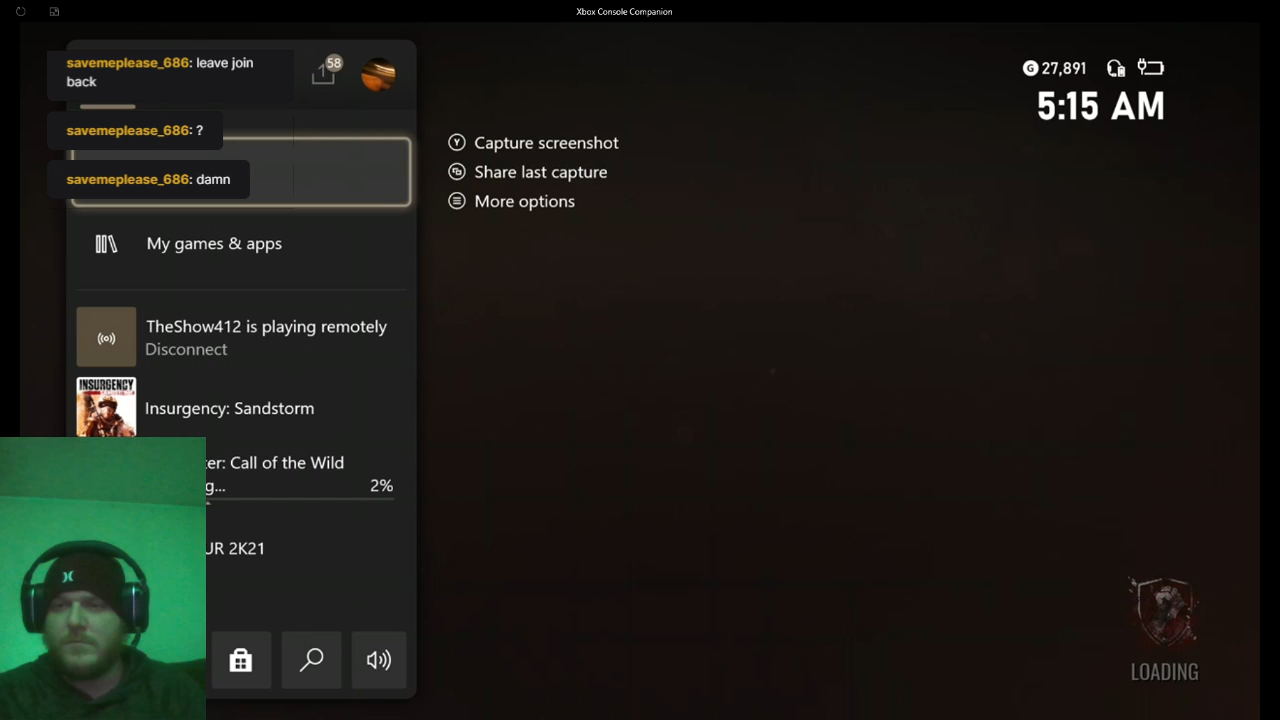 Xbox Console Companion
savemeplease_686: leave join
back
savemeplease_686: ?
savemeplease_686: damn
58
G 27,891
5:15 AM
Y Capture screenshot
Share last capture
More options
My games & apps
TheShow412 is playing remotely
Disconnect
INSURGENCY
Insurgency: Sandstorm
ter: Call of the Wild
g... 2%
UR 2K21
LOADING